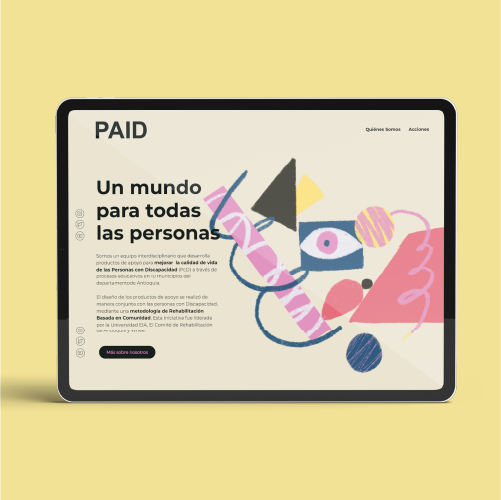 PAID
Quiénes Somos Acciones
Un mundo
para todas
las personas
Somos un equipo interdisciplinario que desarrolla
productos de apoyo para mejorar la calidad de vida
de las Personas con Discapacidad (PcD) a través de
procesos educativos en 10 municipios del
departamento de Antioquia.
El diseño de los productos de apoyo se realizó de
manera conjunta con las personas con Discapacidad,
mediante una metodología de Rehabilitación
Basada en Comunidad. Esta iniciativa fue liderada
por la Universidad EIA, El Comité de Rehabilitación
Más sobre nosotros